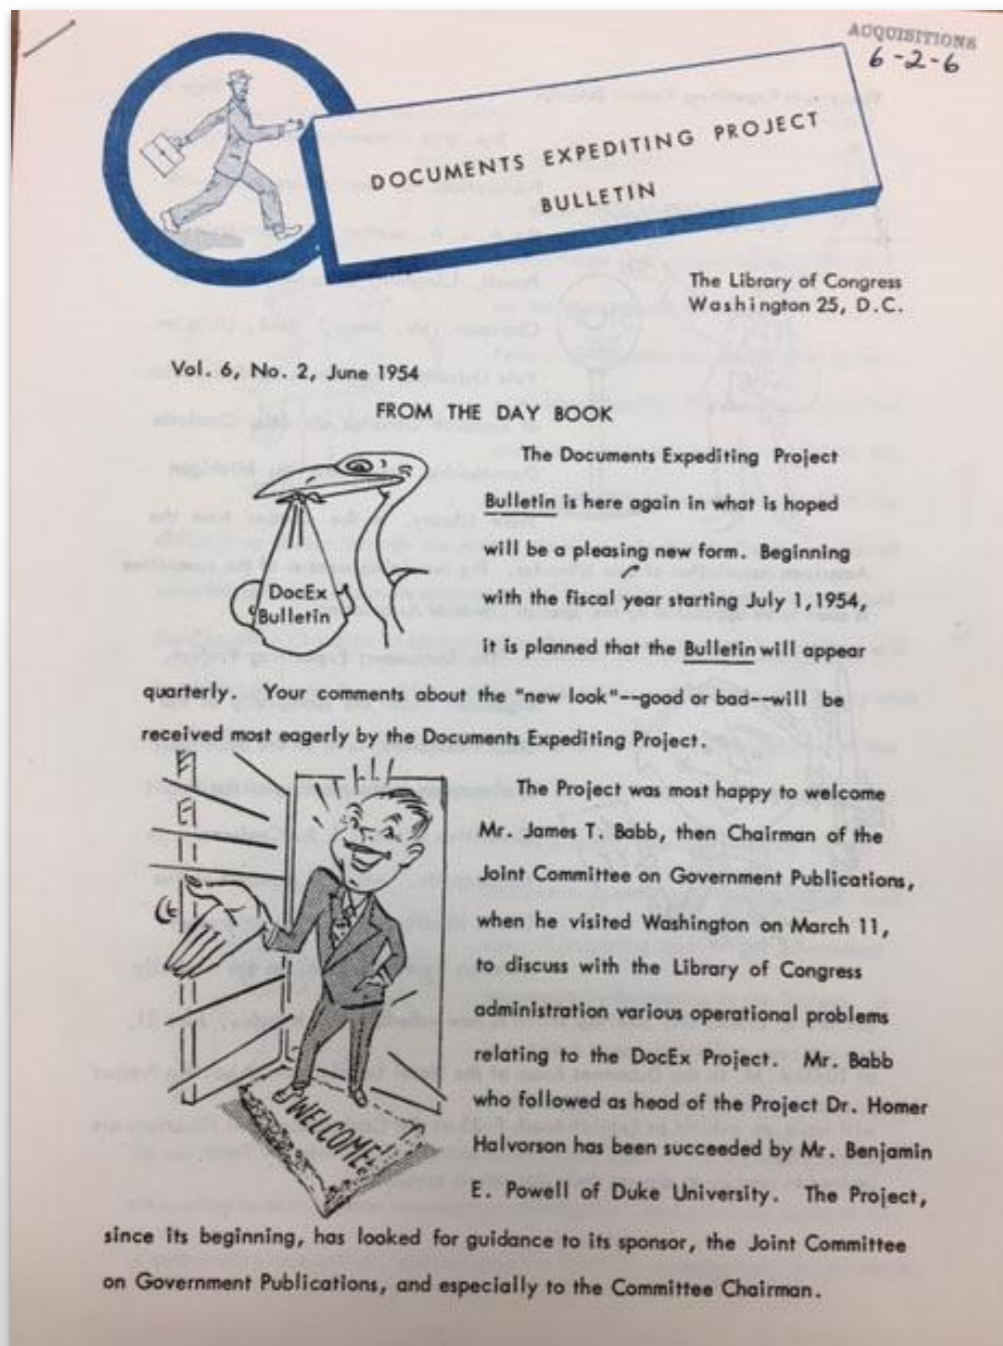 ACQUISITIONS
6-2-6
DOCUMENTS EXPEDITING PROJECT
BULLETIN
The Library of Congress
Washington 25, D.C.
Vol. 6, No. 2, June 1954
FROM THE DAY BOOK
The Documents Expediting Project
Bulletin is here again in what is hoped
will be a pleasing new form. Beginning
with the fiscal year starting July 1, 1954,
it is planned that the Bulletin will appear
quarterly. Your comments about the "new look"--good or bad--will be
received most eagerly by the Documents Expediting Project.
DocEx
Bulletin
The Project was most happy to welcome
Mr. James T. Babb, then Chairman of the
Joint Committee on Government Publications,
when he visited Washington on March 11,
to discuss with the Library of Congress
administration various operational problems
relating to the DocEx Project. Mr. Babb
who followed as head of the Project Dr. Homer
Halvorson has been succeeded by Mr. Benjamin
E. Powell of Duke University. The Project,
since its beginning, has looked for guidance to its sponsor, the Joint Committee
on Government Publications, and especially to the Committee Chairman.
WELCOME!